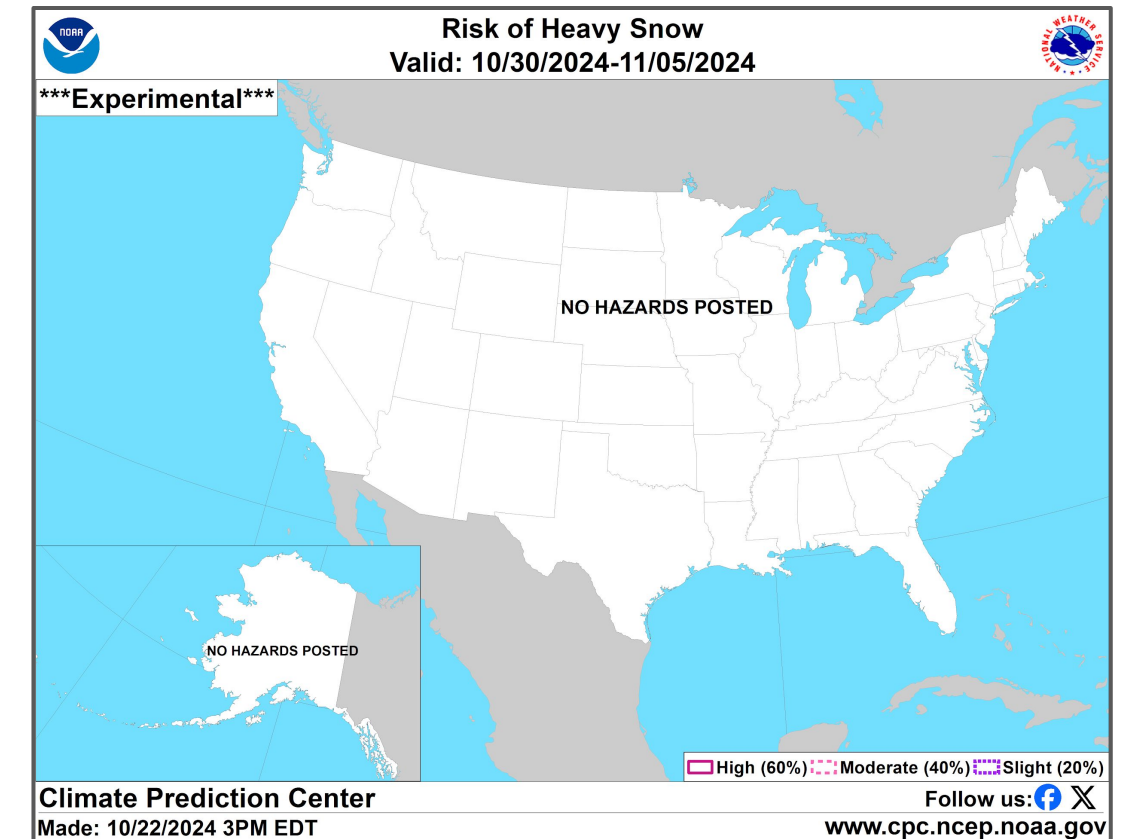 NOAA
Risk of Heavy Snow
Valid: 10/30/2024-11/05/2024
NATIONAL WEATHER SERVICE
***Experimental***
NO HAZARDS POSTED
NO HAZARDS POSTED
High (60%) Moderate (40%) Slight (20%)
Climate Prediction Center
Follow us:
Made: 10/22/2024 3PM EDT
www.cpc.ncep.noaa.gov